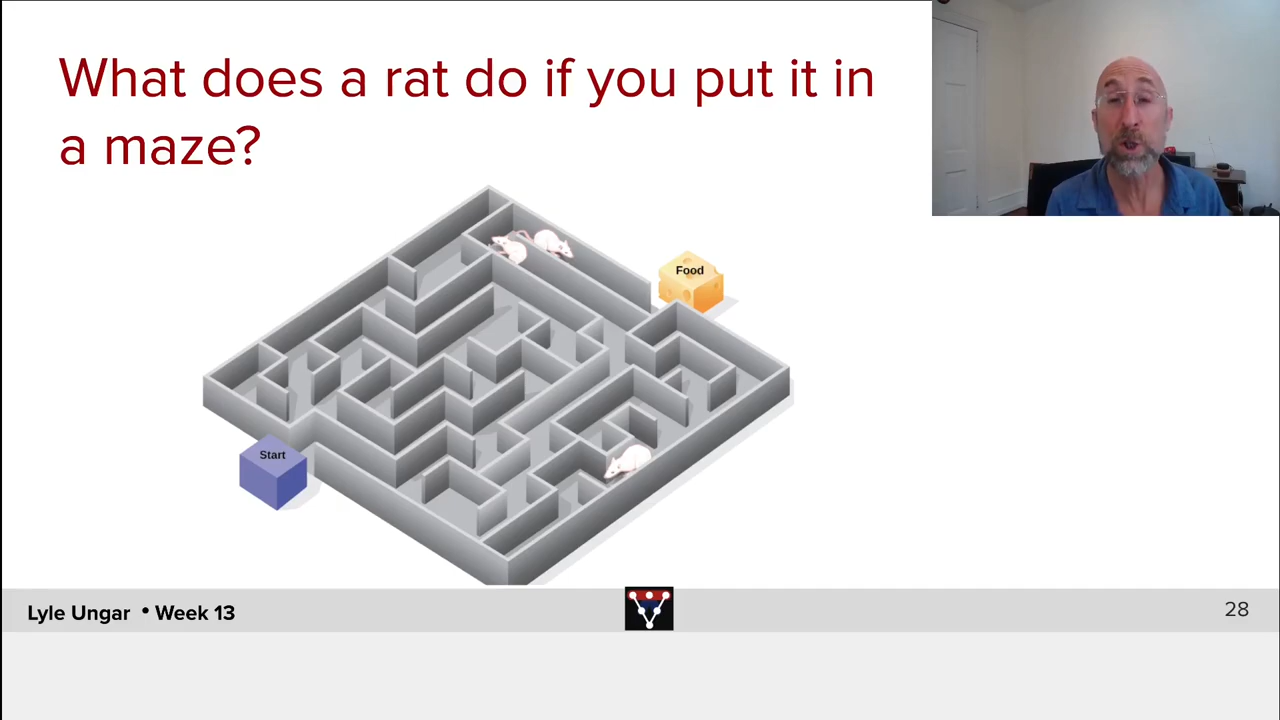 What does a rat do if you put it in
a maze?
Food
Start
Lyle Ungar • Week 13
28